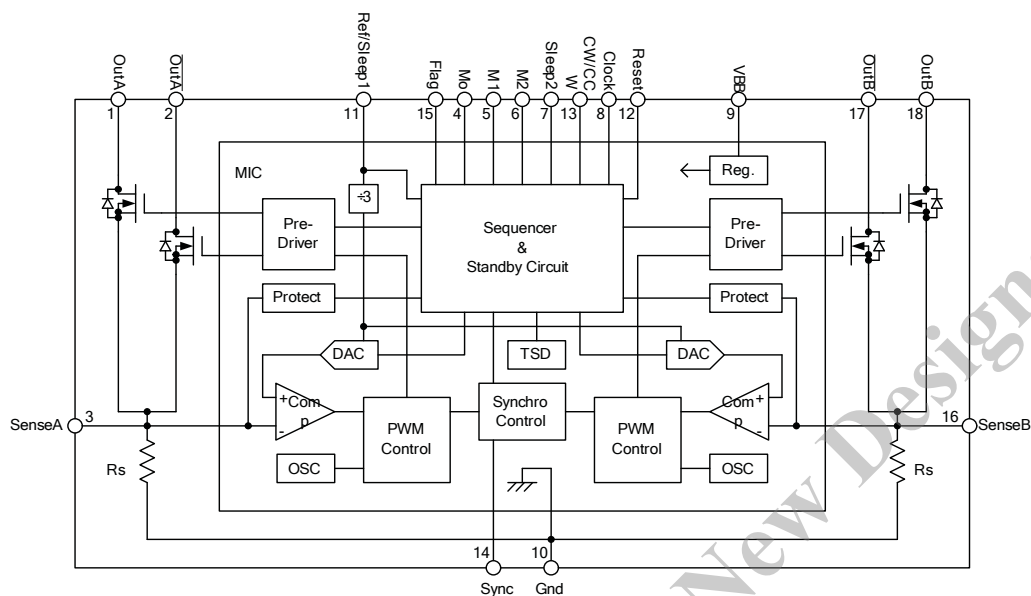 OutA
OutA
Ref/Sleep1
Flag
Mo
M1
M2
Sleep2
W
CW/CC
Clock
Reset
VBB
OutB
OutB
1
2
11
15
4
5
6
7
13
8
12
9
17
18
MIC
Reg.
÷3
Pre-
Driver
Sequencer
&
Standby Circuit
Pre-
Driver
Protect
Protect
DAC
TSD
DAC
+
Com
p
-
PWM
Control
Synchro
Control
PWM
Control
Com
p
+
-
SenseA
3
16
SenseB
Rs
OSC
OSC
Rs
14
10
Sync
Gnd
New Design